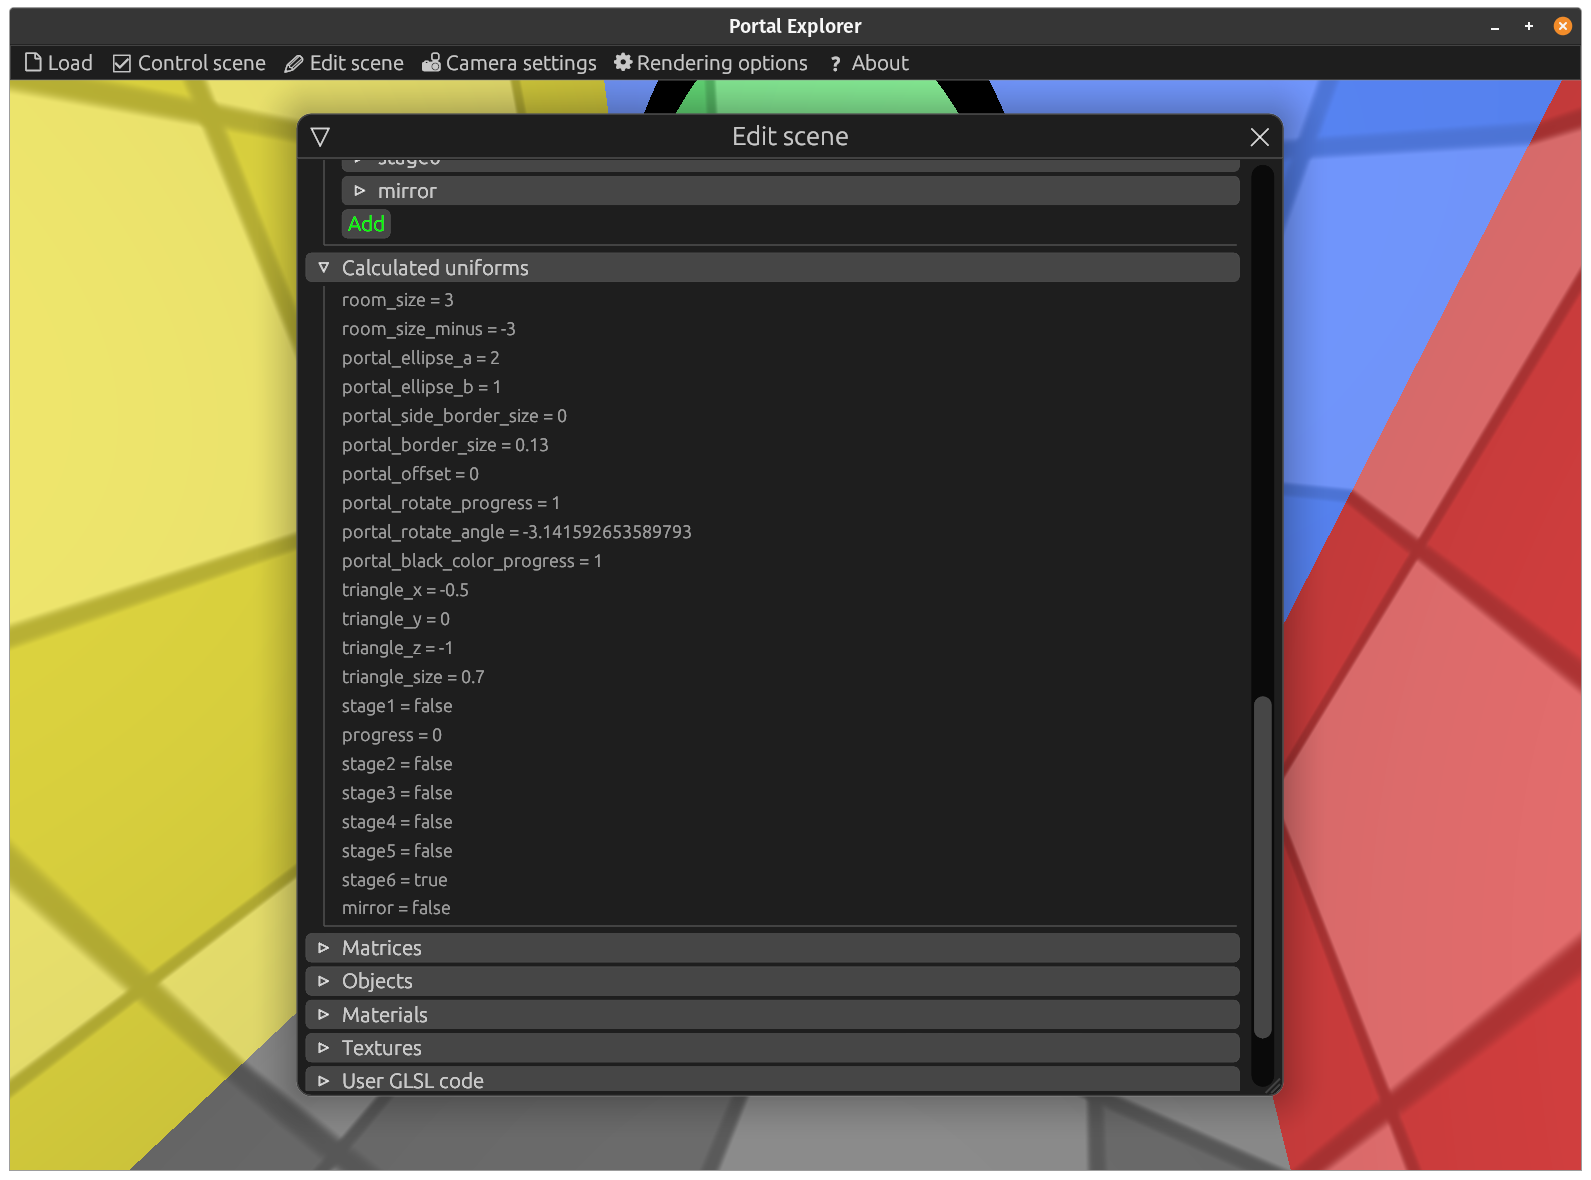 Portal Explorer
Load Control scene Edit scene Camera settings Rendering options ? About
Edit scene
stage6
mirror
Add
Calculated uniforms
room_size = 3
room_size_minus = -3
portal_ellipse_a = 2
portal_ellipse_b = 1
portal_side_border_size = 0
portal_border_size = 0.13
portal_offset = 0
portal_rotate_progress = 1
portal_rotate_angle = -3.141592653589793
portal_black_color_progress = 1
triangle_x = -0.5
triangle_y = 0
triangle_z = -1
triangle_size = 0.7
stage1 = false
progress = 0
stage2 = false
stage3 = false
stage4 = false
stage5 = false
stage6 = true
mirror = false
Matrices
Objects
Materials
Textures
User GLSL code